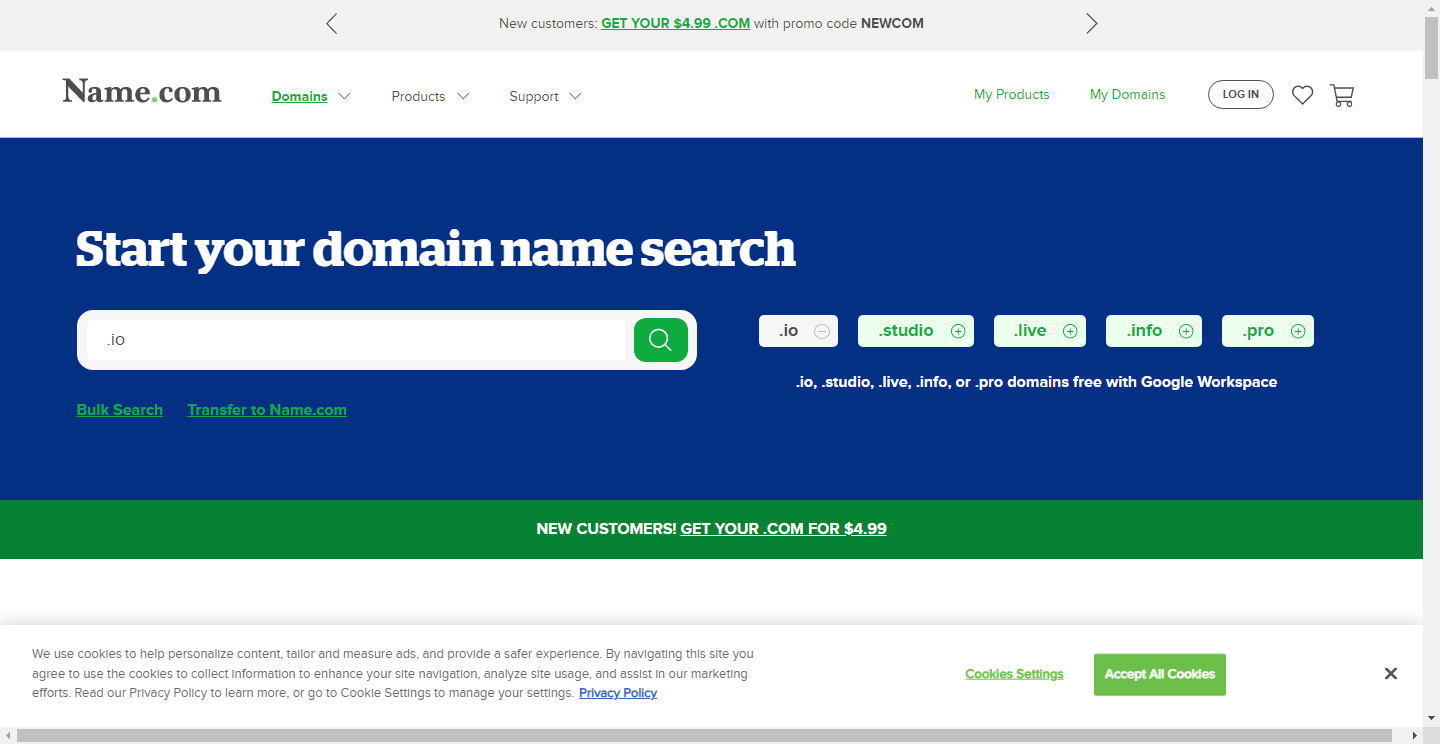 New customers: GET YOUR $4.99 .COM with promo code NEWCOM
Name.com
Domains
Products
Support
My Products
My Domains
LOG IN
Start your domain name search
.io
.io
.studio
.live
.info
.pro
.io, .studio, .live, .info, or .pro domains free with Google Workspace
Bulk Search
Transfer to Name.com
NEW CUSTOMERS! GET YOUR .COM FOR $4.99
We use cookies to help personalize content, tailor and measure ads, and provide a safer experience. By navigating this site you
agree to use the cookies to collect information to enhance your site navigation, analyze site usage, and assist in our marketing
efforts. Read our Privacy Policy to learn more, or go to Cookie Settings to manage your settings. Privacy Policy
Cookies Settings
Accept All Cookies